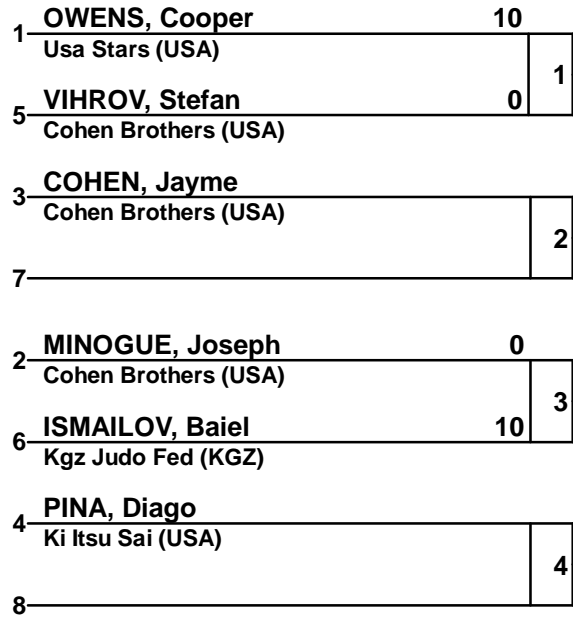 OWENS, Cooper 10
1
Usa Stars (USA)
1
VIHROV, Stefan 0
5
Cohen Brothers (USA)
COHEN, Jayme
3
Cohen Brothers (USA)
2
7
MINOGUE, Joseph 0
2
Cohen Brothers (USA)
3
ISMAILOV, Baiel 10
6
Kgz Judo Fed (KGZ)
PINA, Diago
4
Ki Itsu Sai (USA)
4
8